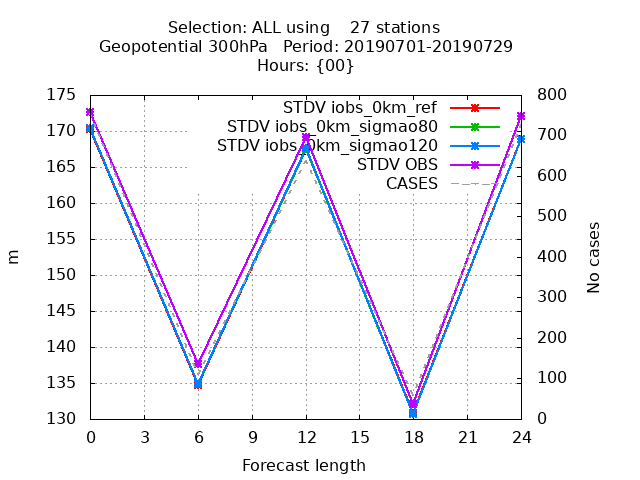 Selection: ALL using    27 stations
Geopotential 300hPa   Period: 20190701-20190729
Hours: {00}
STDV iobs_0km_ref
STDV iobs_0km_sigmao80
STDV iobs_0km_sigmao120
STDV OBS
CASES
175
170
165
160
155
150
145
140
135
130
m
800
700
600
500
400
300
200
100
0
No cases
0 3 6 9 12 15 18 21 24
Forecast length